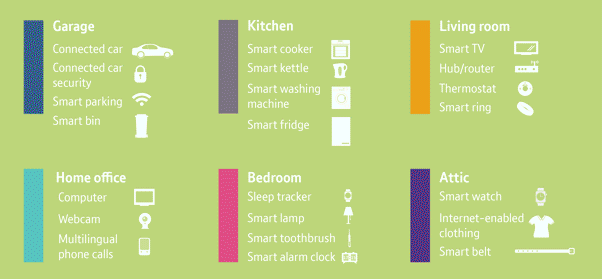 Garage
Connected car
Connected car
security
Smart parking
Smart bin
Kitchen
Smart cooker
Smart kettle
Smart washing
machine
Smart fridge
Living room
Smart TV
Hub/router
Thermostat
Smart ring
Home office
Computer
Webcam
Multilingual
phone calls
Bedroom
Sleep tracker
Smart lamp
Smart toothbrush
Smart alarm clock
Attic
Smart watch
Internet-enabled
clothing
Smart belt